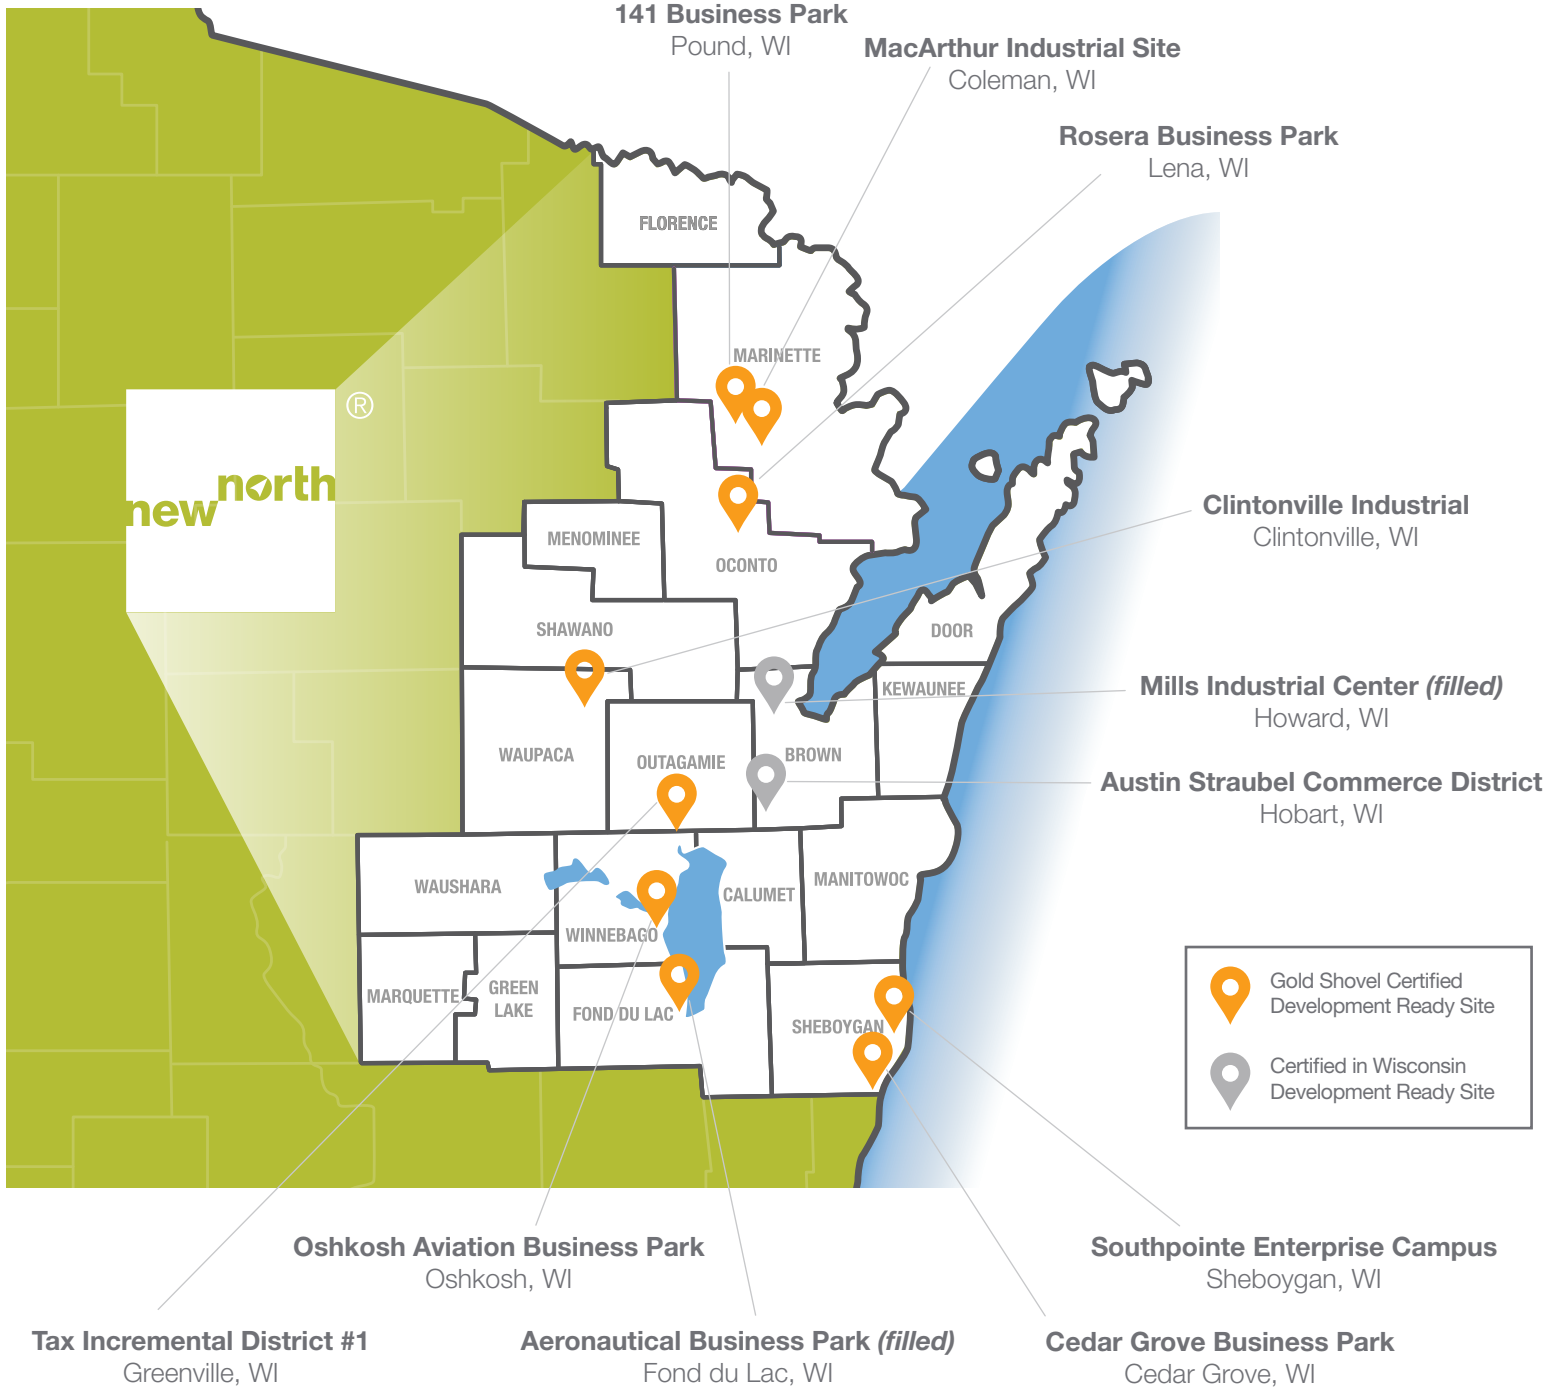 141 Business Park
Pound, WI
MacArthur Industrial Site
Coleman, WI
Rosera Business Park
Lena, WI
FLORENCE
MARINETTE
®
new north
Clintonville Industrial
Clintonville, WI
MENOMINEE
OCONTO
SHAWANO
DOOR
KEWAUNEE
Mills Industrial Center (filled)
Howard, WI
WAUPACA
OUTAGAMIE
BROWN
Austin Straubel Commerce District
Hobart, WI
WAUSHARA
CALUMET
MANITOWOC
WINNEBAGO
MARQUETTE
GREEN
LAKE
FOND DU LAC
SHEBOYGAN
Gold Shovel Certified
Development Ready Site
Certified in Wisconsin
Development Ready Site
Oshkosh Aviation Business Park
Oshkosh, WI
Southpointe Enterprise Campus
Sheboygan, WI
Tax Incremental District #1
Greenville, WI
Aeronautical Business Park (filled)
Fond du Lac, WI
Cedar Grove Business Park
Cedar Grove, WI